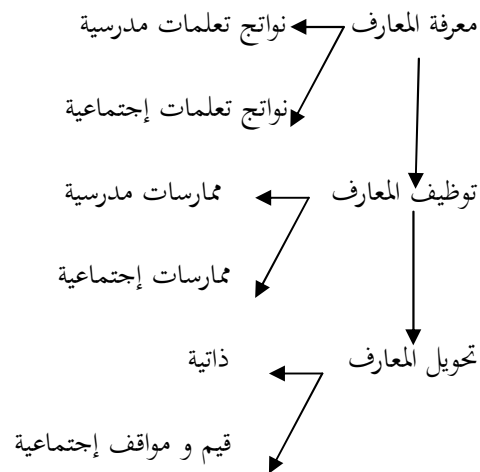 معرفة المعارف نواتج تعلمات مدرسية
نواتج تعلمات إجتماعية
توظيف المعارف ممارسات مدرسية
ممارسات إجتماعية
تحويل المعارف ذاتية
قيم و مواقف إجتماعية